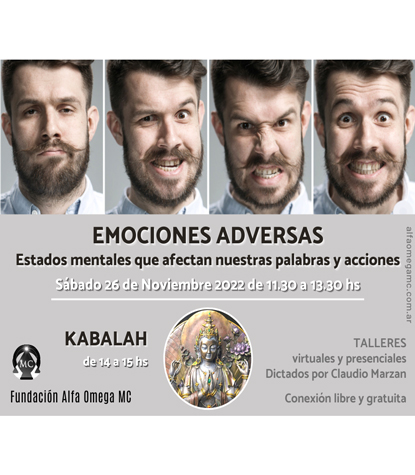 EMOCIONES ADVERSAS
Estados mentales que afectan nuestras palabras y acciones
Sábado 26 de Noviembre 2022 de 11.30 a 13.30 hs
KABALAH
de 14 a 15 hs
MC
Fundación Alfa Omega MC
TALLERES
virtuales y presenciales
Dictados por Claudio Marzan
Conexión libre y gratuita
alfaomegamc.com.ar